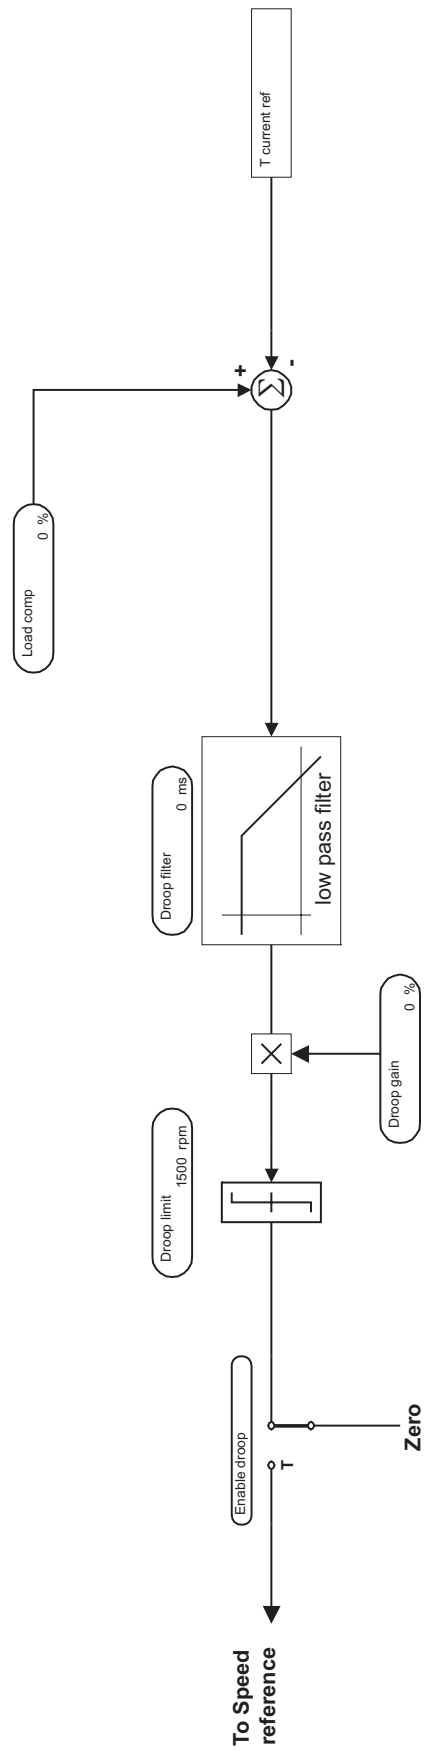 T current ref
+
-
Σ
Load comp
0 %
Droop filter
0 ms
low pass filter
X
Droop gain
0 %
Droop limit
1500 rpm
Enable droop
T
Zero
To Speed
reference